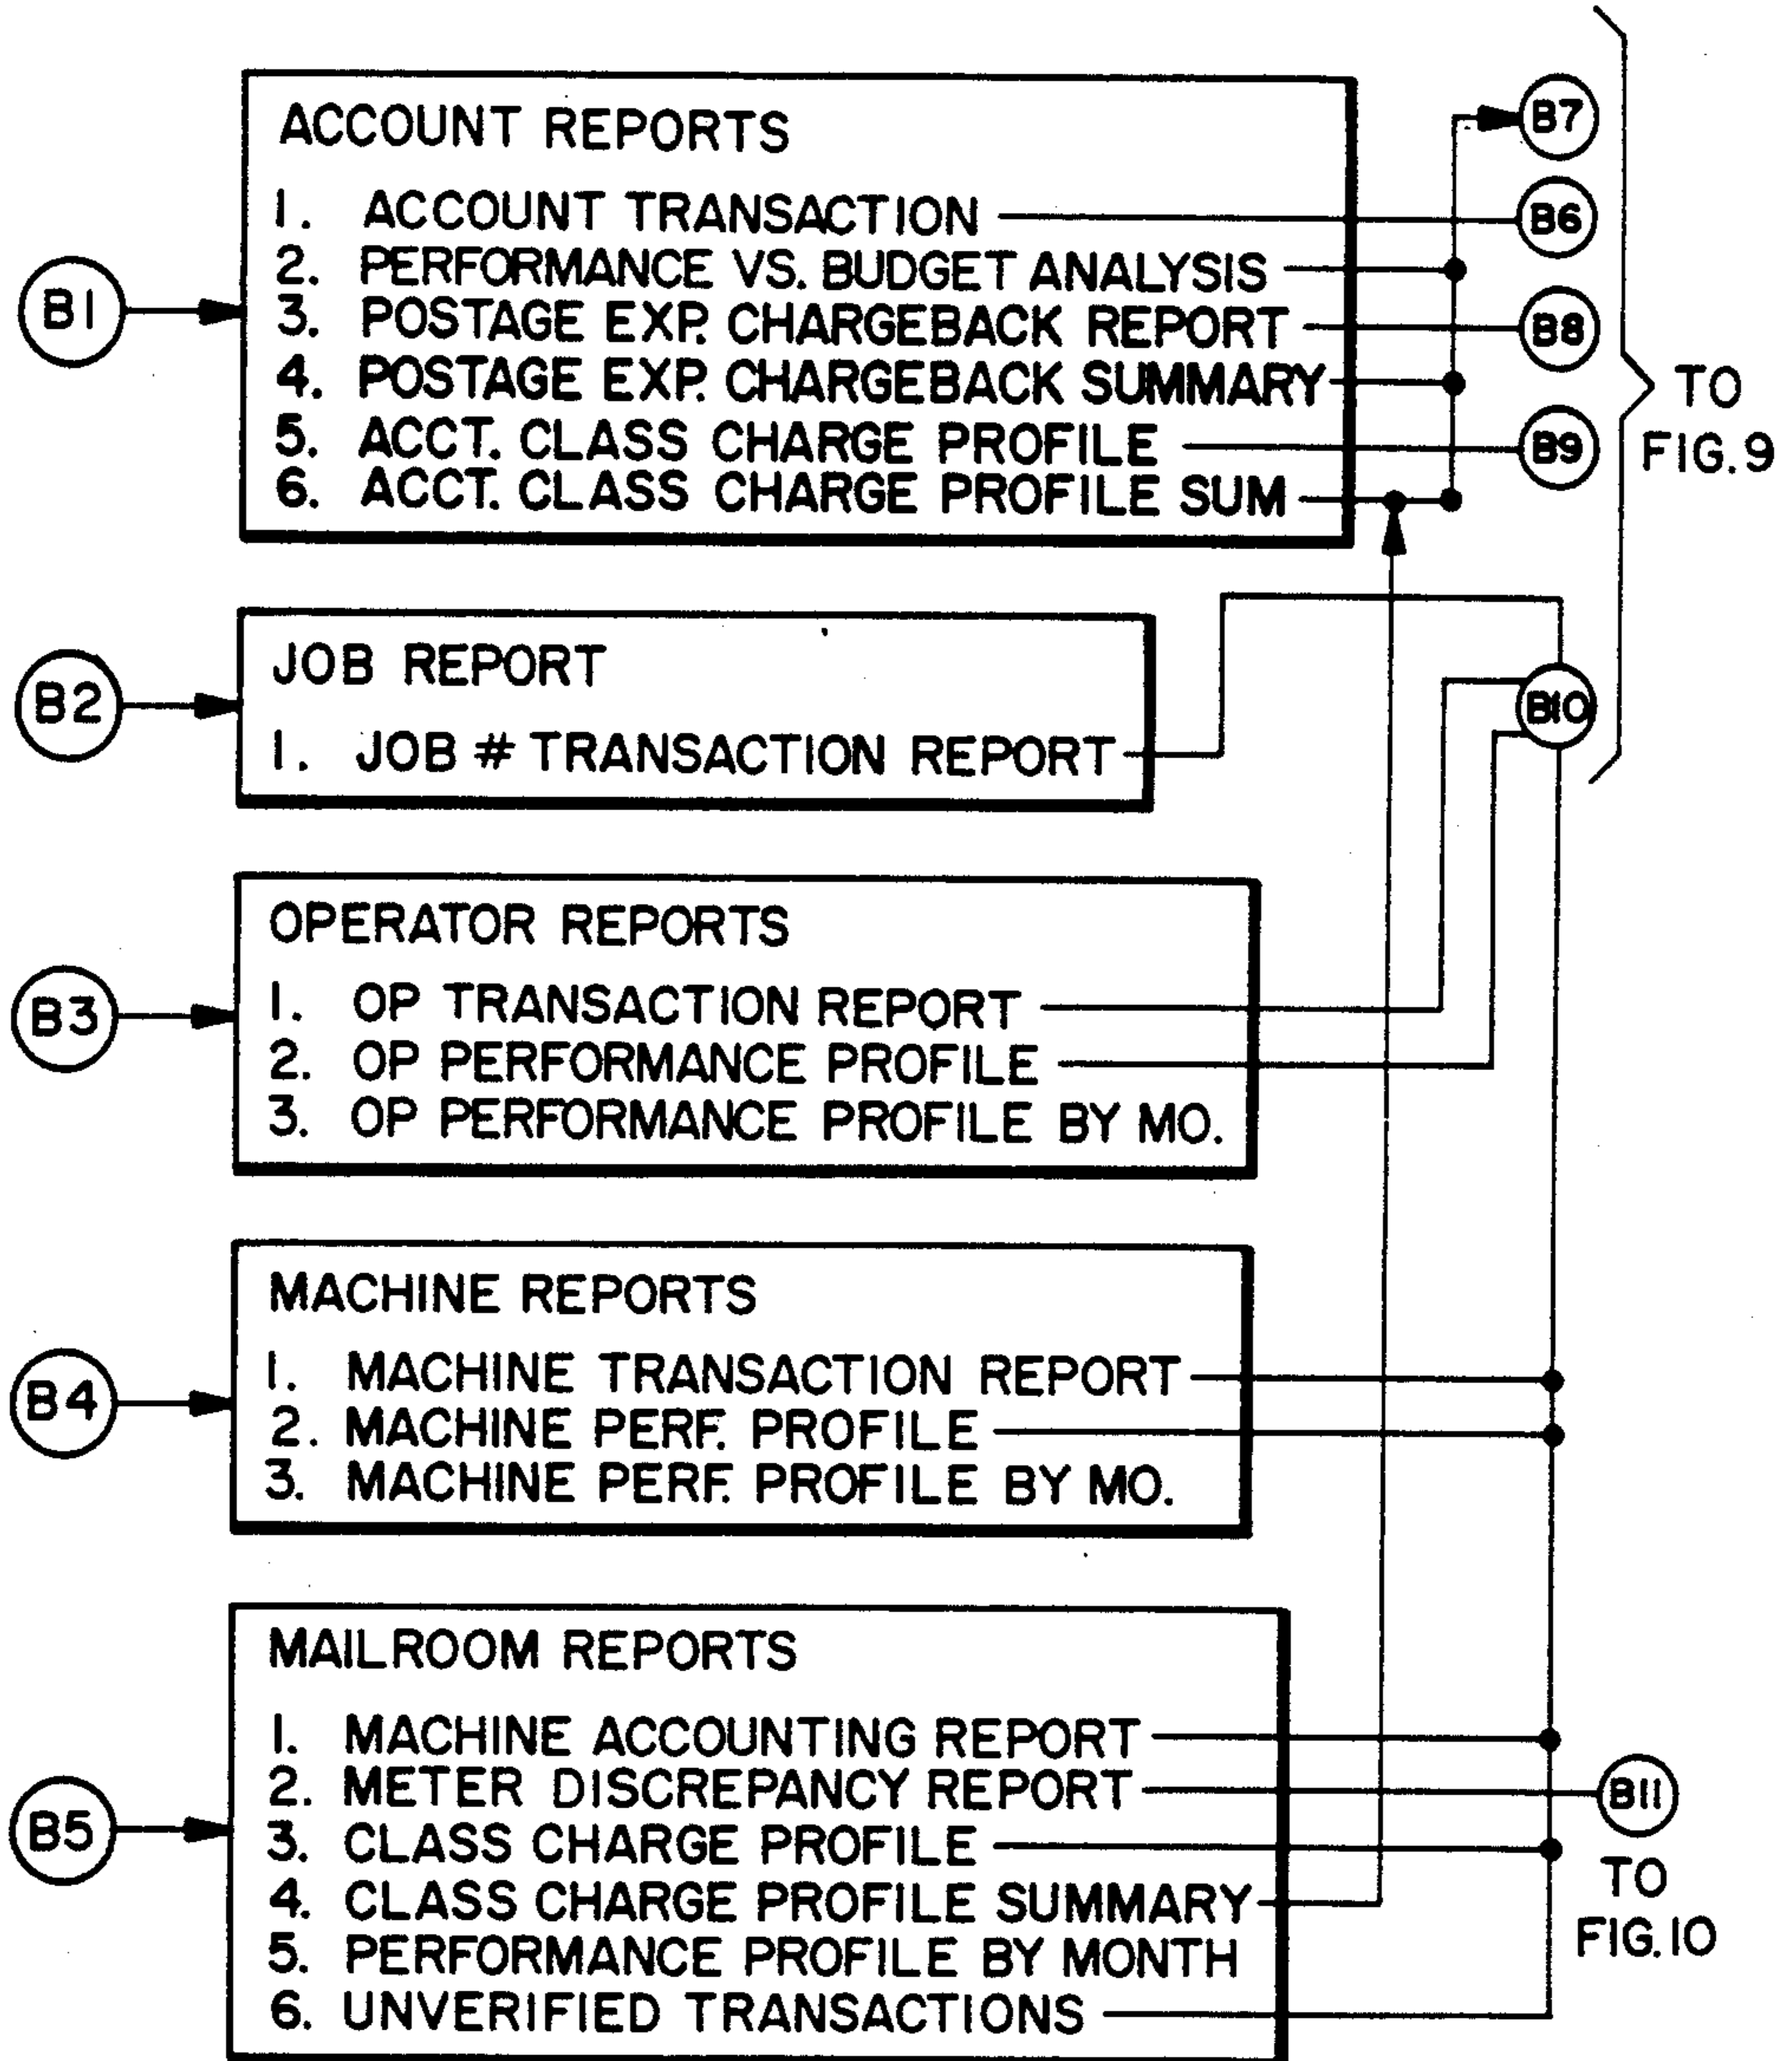 B1
ACCOUNT REPORTS
1. ACCOUNT TRANSACTION
2. PERFORMANCE VS. BUDGET ANALYSIS
3. POSTAGE EXP. CHARGEBACK REPORT
4. POSTAGE EXP. CHARGEBACK SUMMARY
5. ACCT. CLASS CHARGE PROFILE
6. ACCT. CLASS CHARGE PROFILE SUM
B7
B6
B8
B9
TO
FIG. 9
B2
JOB REPORT
1. JOB # TRANSACTION REPORT
B10
B3
OPERATOR REPORTS
1. OP TRANSACTION REPORT
2. OP PERFORMANCE PROFILE
3. OP PERFORMANCE PROFILE BY MO.
B4
MACHINE REPORTS
1. MACHINE TRANSACTION REPORT
2. MACHINE PERF. PROFILE
3. MACHINE PERF. PROFILE BY MO.
B5
MAILROOM REPORTS
1. MACHINE ACCOUNTING REPORT
2. METER DISCREPANCY REPORT
3. CLASS CHARGE PROFILE
4. CLASS CHARGE PROFILE SUMMARY
5. PERFORMANCE PROFILE BY MONTH
6. UNVERIFIED TRANSACTIONS
B11
TO
FIG. 10